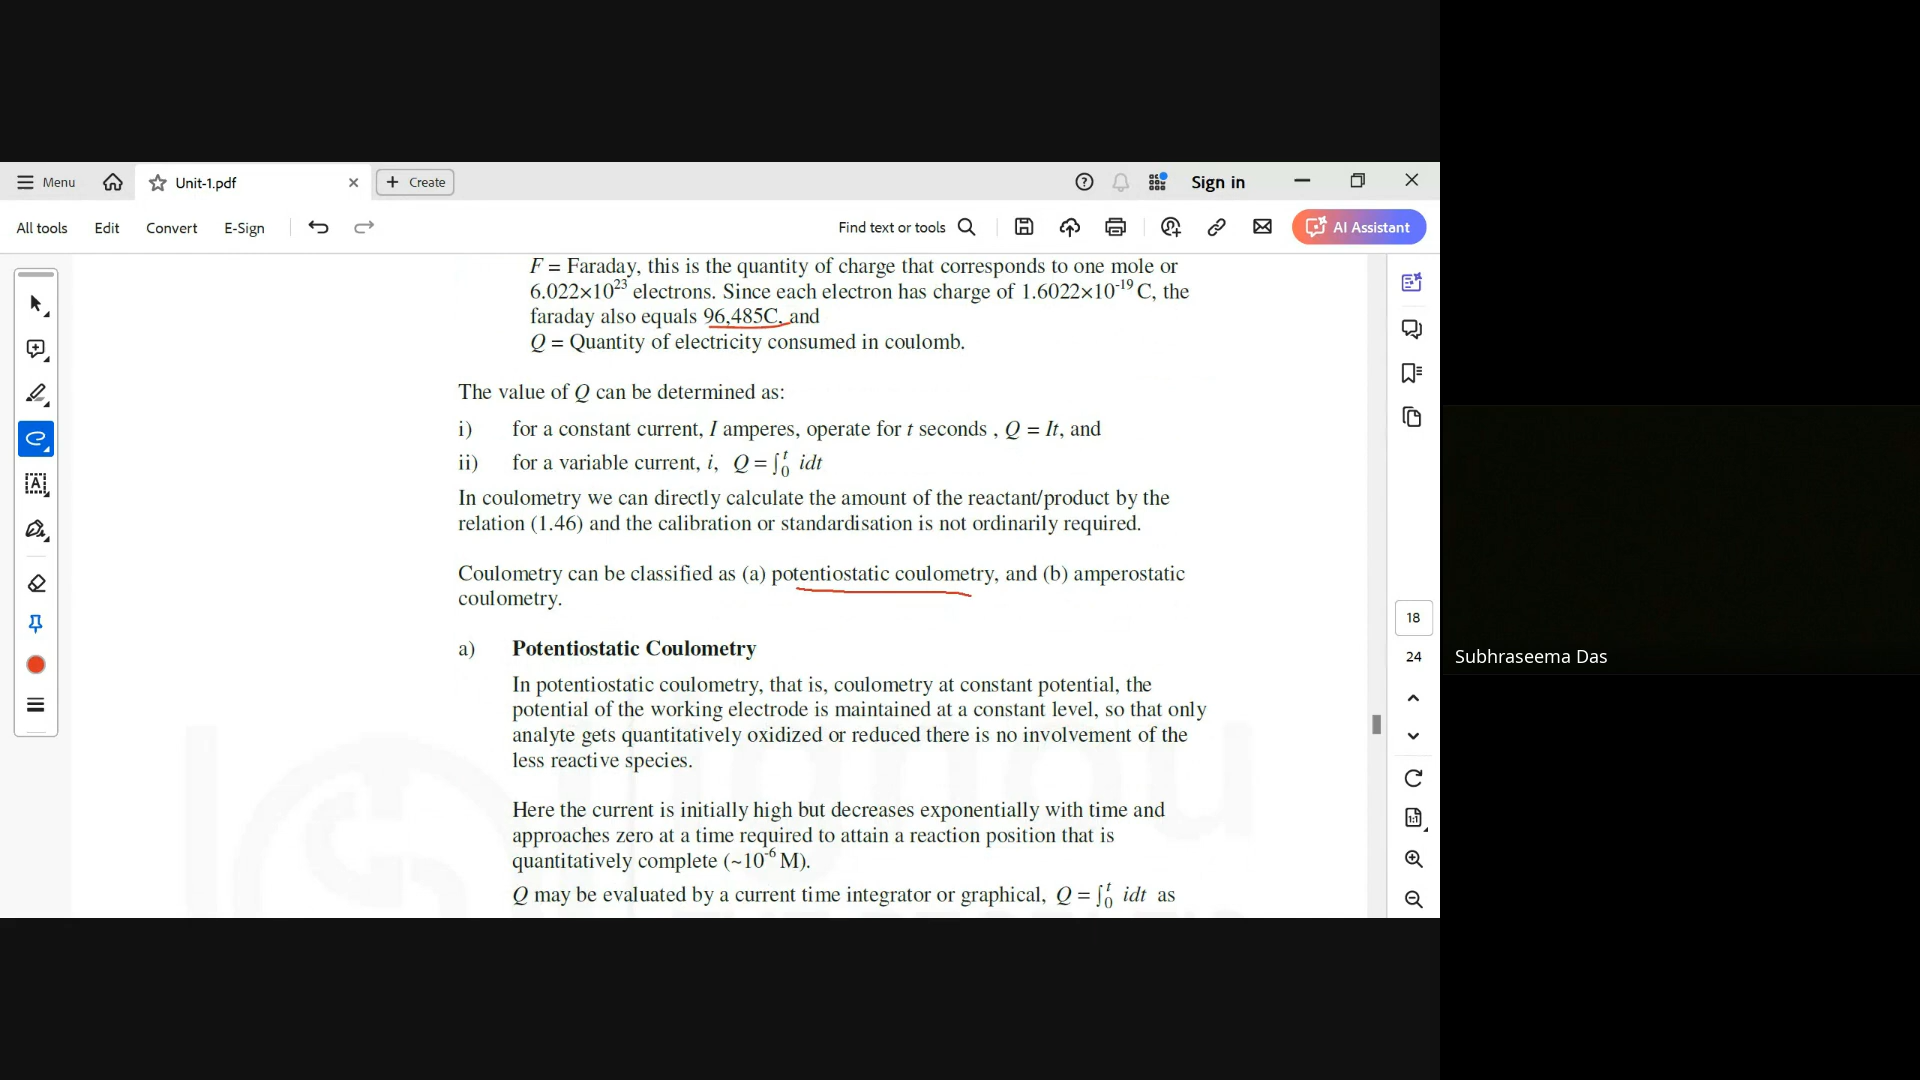 Menu
Unit-1.pdf
Create
Sign in
All tools
Edit
Convert
E-Sign
Find text or tools
AI Assistant
F = Faraday, this is the quantity of charge that corresponds to one mole or
6.022×10²³ electrons. Since each electron has charge of 1.6022×10⁻¹⁹ C, the
faraday also equals 96,485C, and
Q = Quantity of electricity consumed in coulomb.
The value of Q can be determined as:
i) for a constant current, I amperes, operate for t seconds , Q = It, and
ii) for a variable current, i, Q = ∫₀ᵗ idt
In coulometry we can directly calculate the amount of the reactant/product by the
relation (1.46) and the calibration or standardisation is not ordinarily required.
Coulometry can be classified as (a) potentiostatic coulometry, and (b) amperostatic
coulometry.
a) Potentiostatic Coulometry
In potentiostatic coulometry, that is, coulometry at constant potential, the
potential of the working electrode is maintained at a constant level, so that only
analyte gets quantitatively oxidized or reduced there is no involvement of the
less reactive species.
Here the current is initially high but decreases exponentially with time and
approaches zero at a time required to attain a reaction position that is
quantitatively complete (~10⁻⁶ M).
Q may be evaluated by a current time integrator or graphical, Q = ∫₀ᵗ idt as
18
24
Subhraseema Das